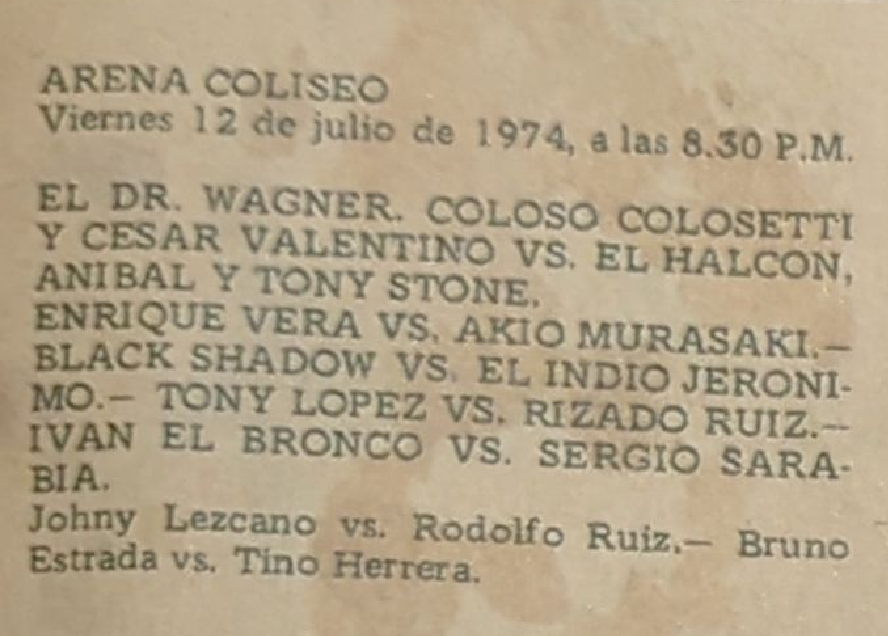 ARENA COLISEO
Viernes 12 de julio de 1974, a las 8.30 P.M.
EL DR. WAGNER. COLOSO COLOSETTI
Y CESAR VALENTINO VS. EL HALCON,
ANIBAL Y TONY STONE.
ENRIQUE VERA VS. AKIO MURASAKI.—
BLACK SHADOW VS. EL INDIO JERONI-
MO.— TONY LOPEZ VS. RIZADO RUIZ.—
IVAN EL BRONCO VS. SERGIO SARA-
BIA.
Johny Lezcano vs. Rodolfo Ruiz.— Bruno
Estrada vs. Tino Herrera.